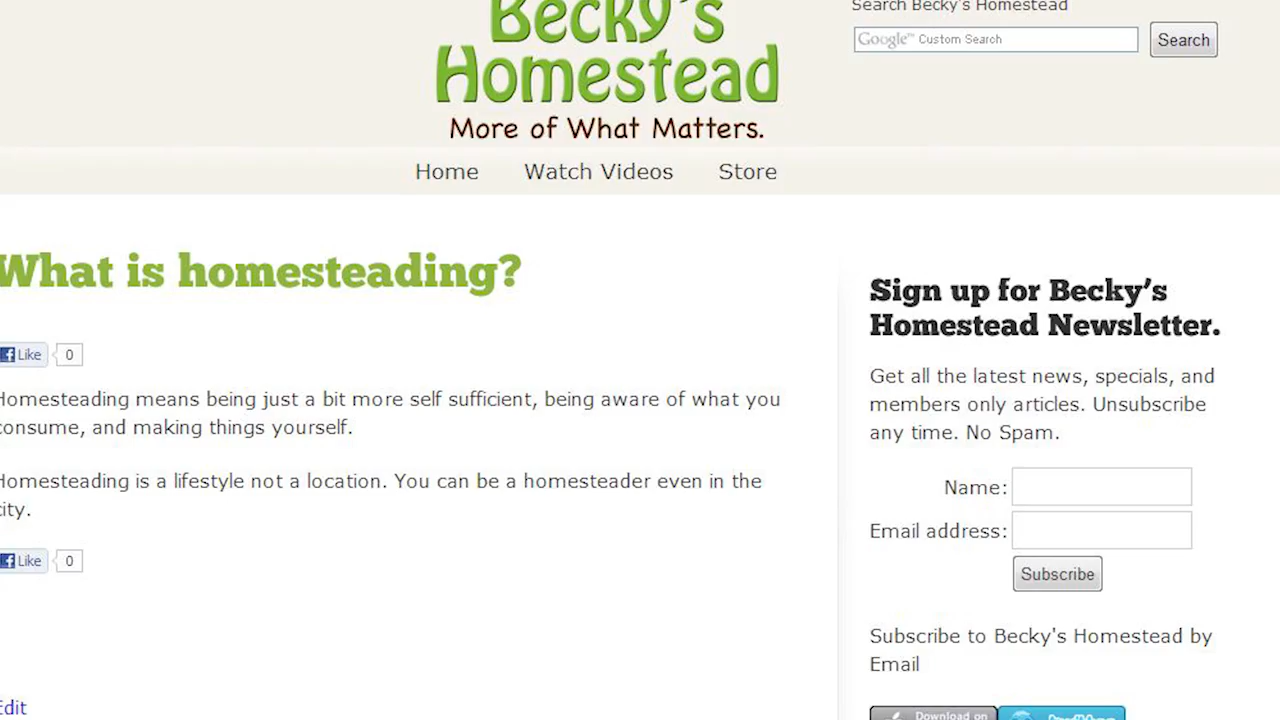 Becky's
Homestead
More of What Matters.
Search Becky's Homestead
Google™ Custom Search
Search
Home
Watch Videos
Store
What is homesteading?
Like
0
Homesteading means being just a bit more self sufficient, being aware of what you
consume, and making things yourself.
Homesteading is a lifestyle not a location. You can be a homesteader even in the
city.
Like
0
Edit
Sign up for Becky's
Homestead Newsletter.
Get all the latest news, specials, and
members only articles. Unsubscribe
any time. No Spam.
Name:
Email address:
Subscribe
Subscribe to Becky's Homestead by
Email
Download on